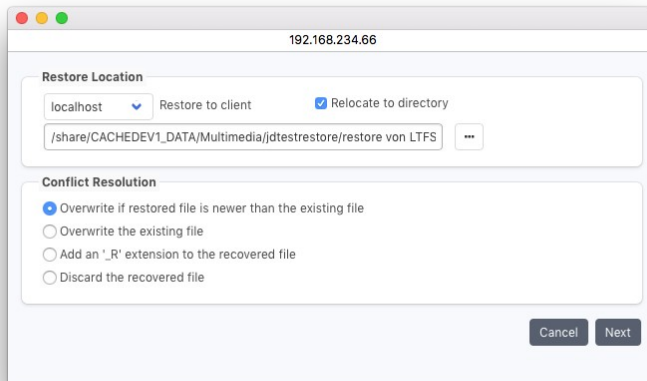 192.168.234.66
Restore Location
localhost Restore to client Relocate to directory
/share/CACHEDEV1_DATA/Multimedia/jdtestrestore/restore von LTFS ...
Conflict Resolution
Overwrite if restored file is newer than the existing file
Overwrite the existing file
Add an '_R' extension to the recovered file
Discard the recovered file
Cancel Next